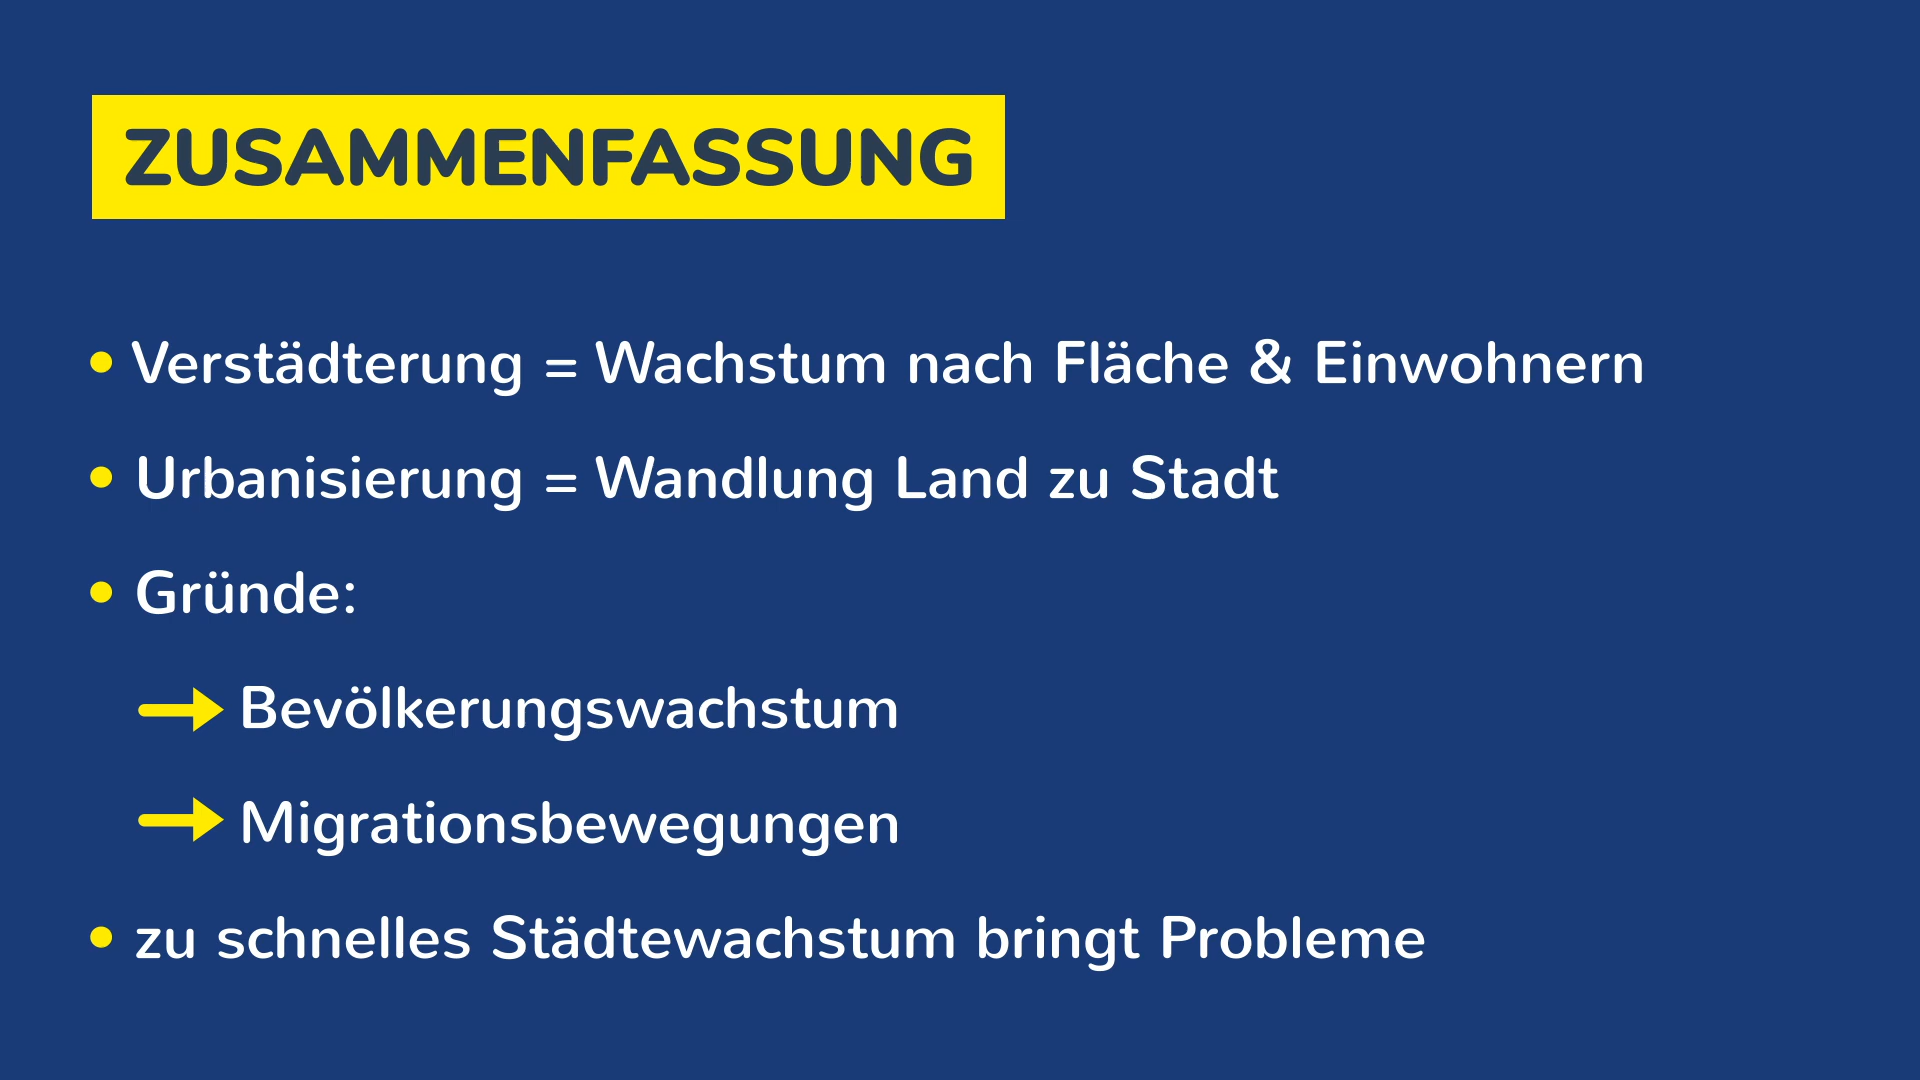 ZUSAMMENFASSUNG
• Verstädterung = Wachstum nach Fläche & Einwohnern
• Urbanisierung = Wandlung Land zu Stadt
• Gründe:
→ Bevölkerungswachstum
→ Migrationsbewegungen
• zu schnelles Städtewachstum bringt Probleme